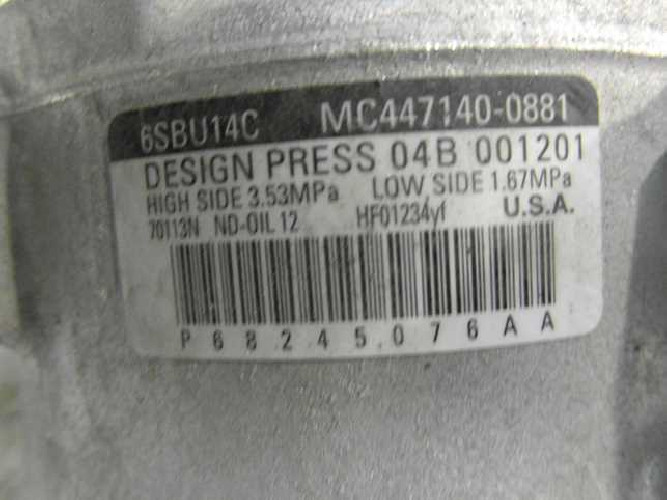 6SBU14C MC447140-0881
DESIGN PRESS 04B 001201
HIGH SIDE 3.53MPa LOW SIDE 1.67MPa
70113N ND-OIL 12 HFO1234yf U.S.A.
P68245076AA